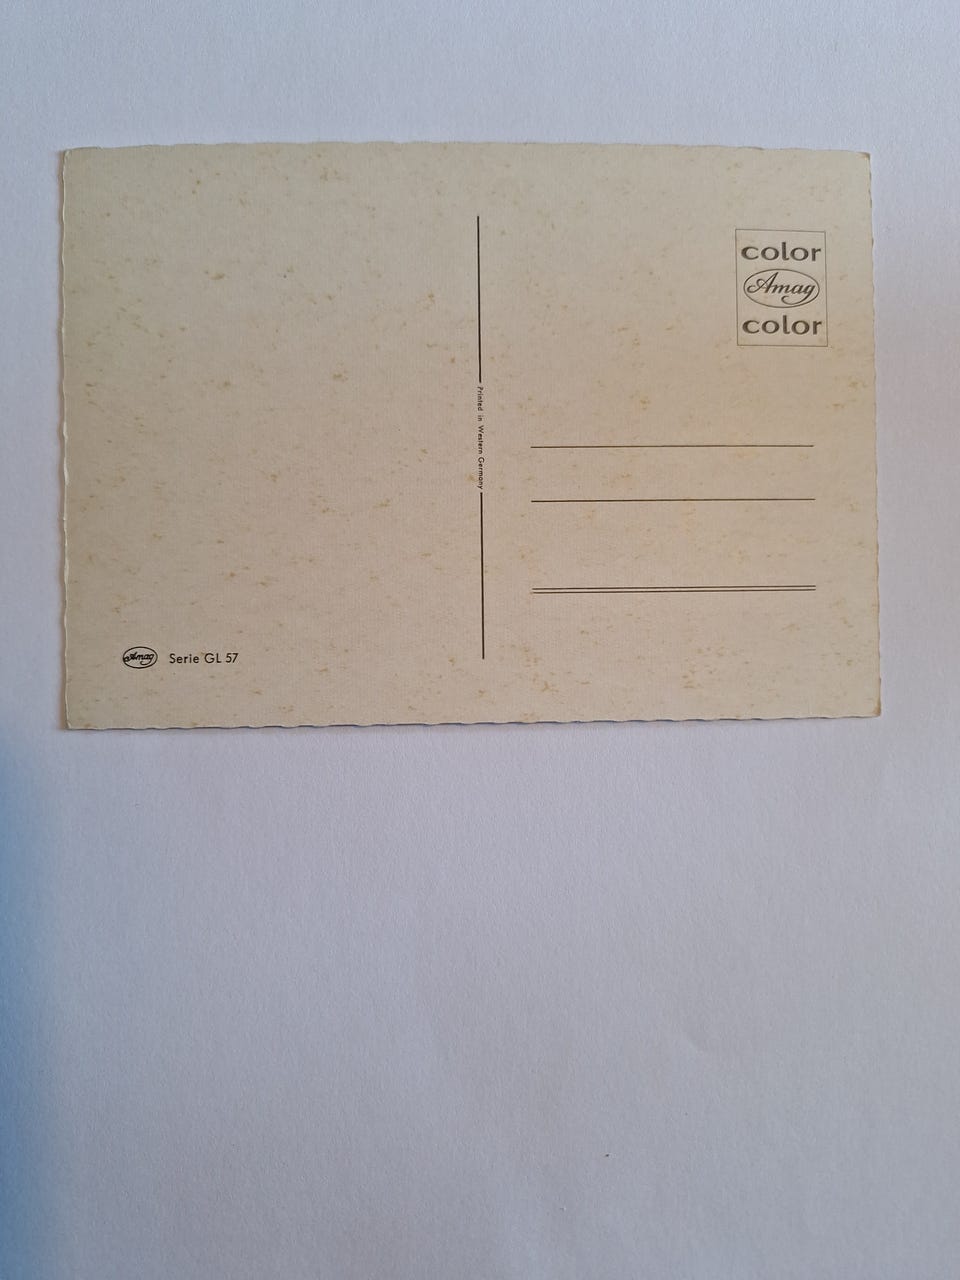 color
Amag
color
Printed in Western Germany
Amag Serie GL 57